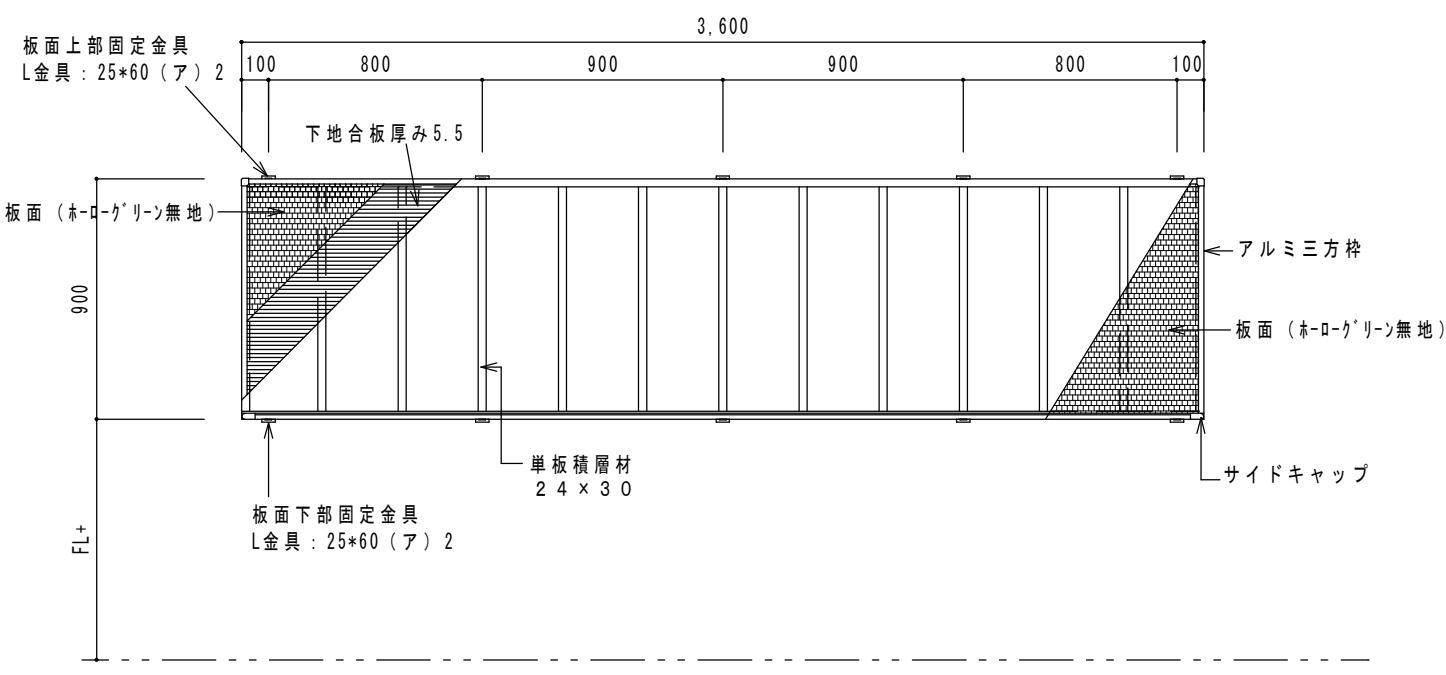 3,600
板面上部固定金具
L金具：25*60（ア）2
100 800 900 900 800 100
下地合板厚み5.5
板面（ﾎｰﾛｰｸﾞﾘｰﾝ無地）
アルミ三方枠
900
板面（ﾎｰﾛｰｸﾞﾘｰﾝ無地）
単板積層材
２４×３０
サイドキャップ
板面下部固定金具
L金具：25*60（ア）2
FL+